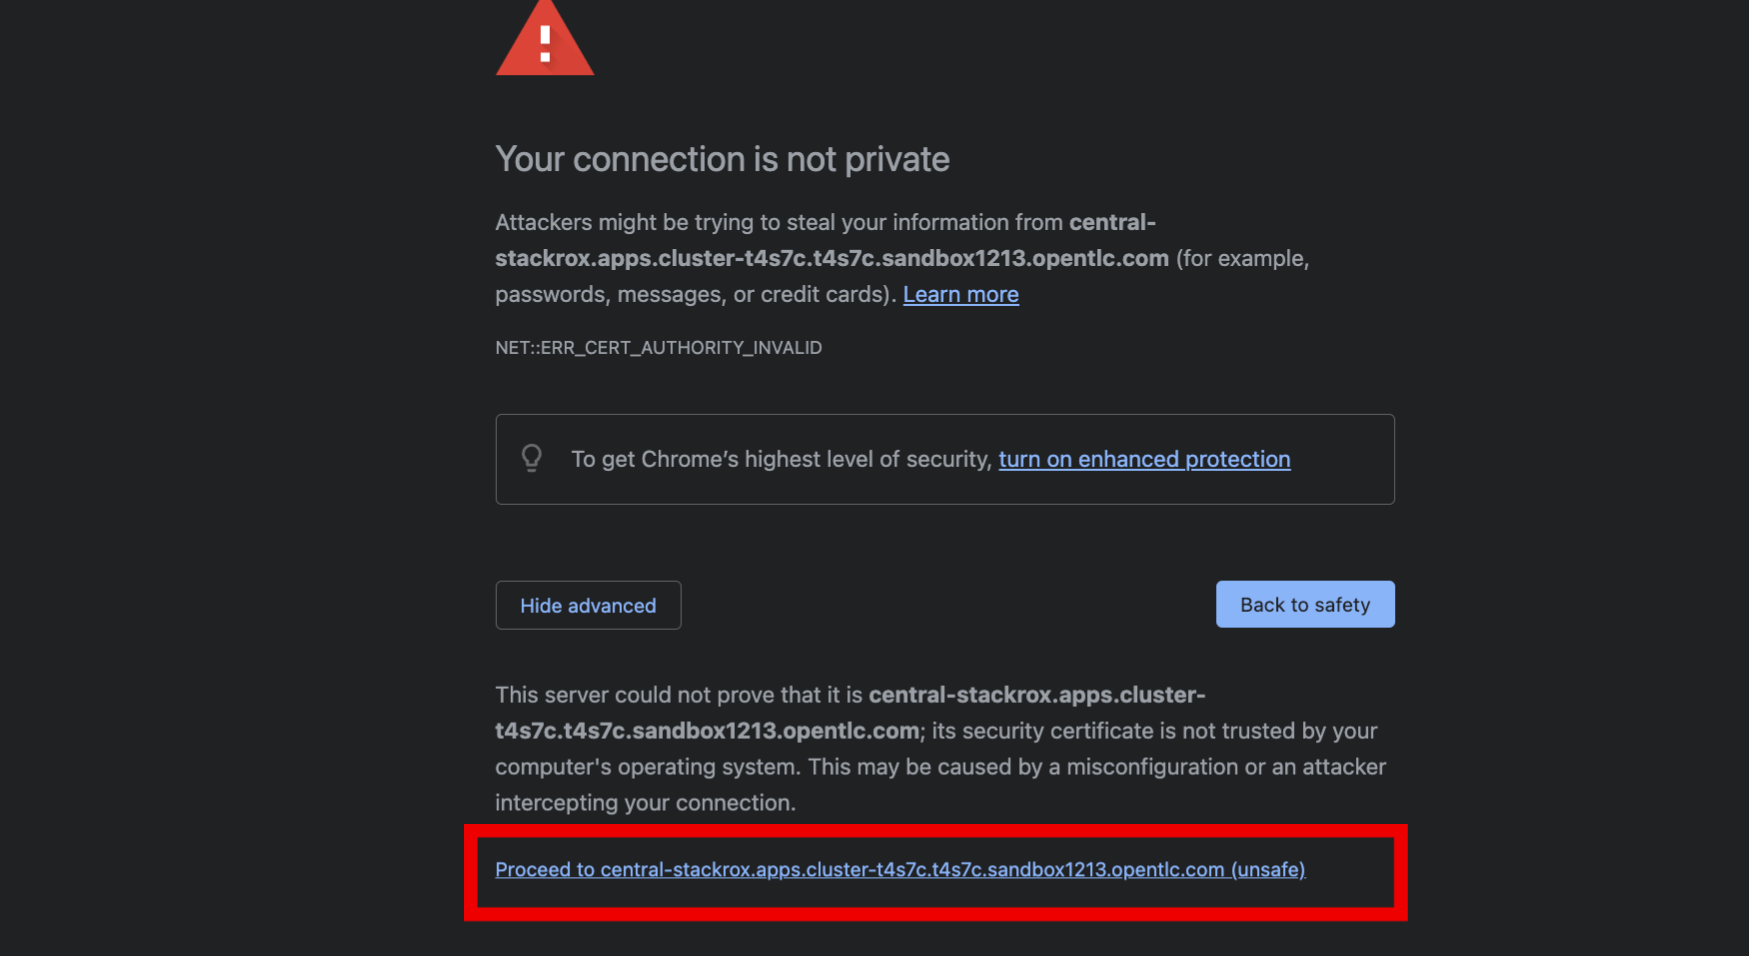 Your connection is not private
Attackers might be trying to steal your information from central-
stackrox.apps.cluster-t4s7c.t4s7c.sandbox1213.opentlc.com (for example,
passwords, messages, or credit cards). Learn more
NET::ERR_CERT_AUTHORITY_INVALID
To get Chrome’s highest level of security, turn on enhanced protection
Hide advanced
Back to safety
This server could not prove that it is central-stackrox.apps.cluster-
t4s7c.t4s7c.sandbox1213.opentlc.com; its security certificate is not trusted by your
computer's operating system. This may be caused by a misconfiguration or an attacker
intercepting your connection.
Proceed to central-stackrox.apps.cluster-t4s7c.t4s7c.sandbox1213.opentlc.com (unsafe)